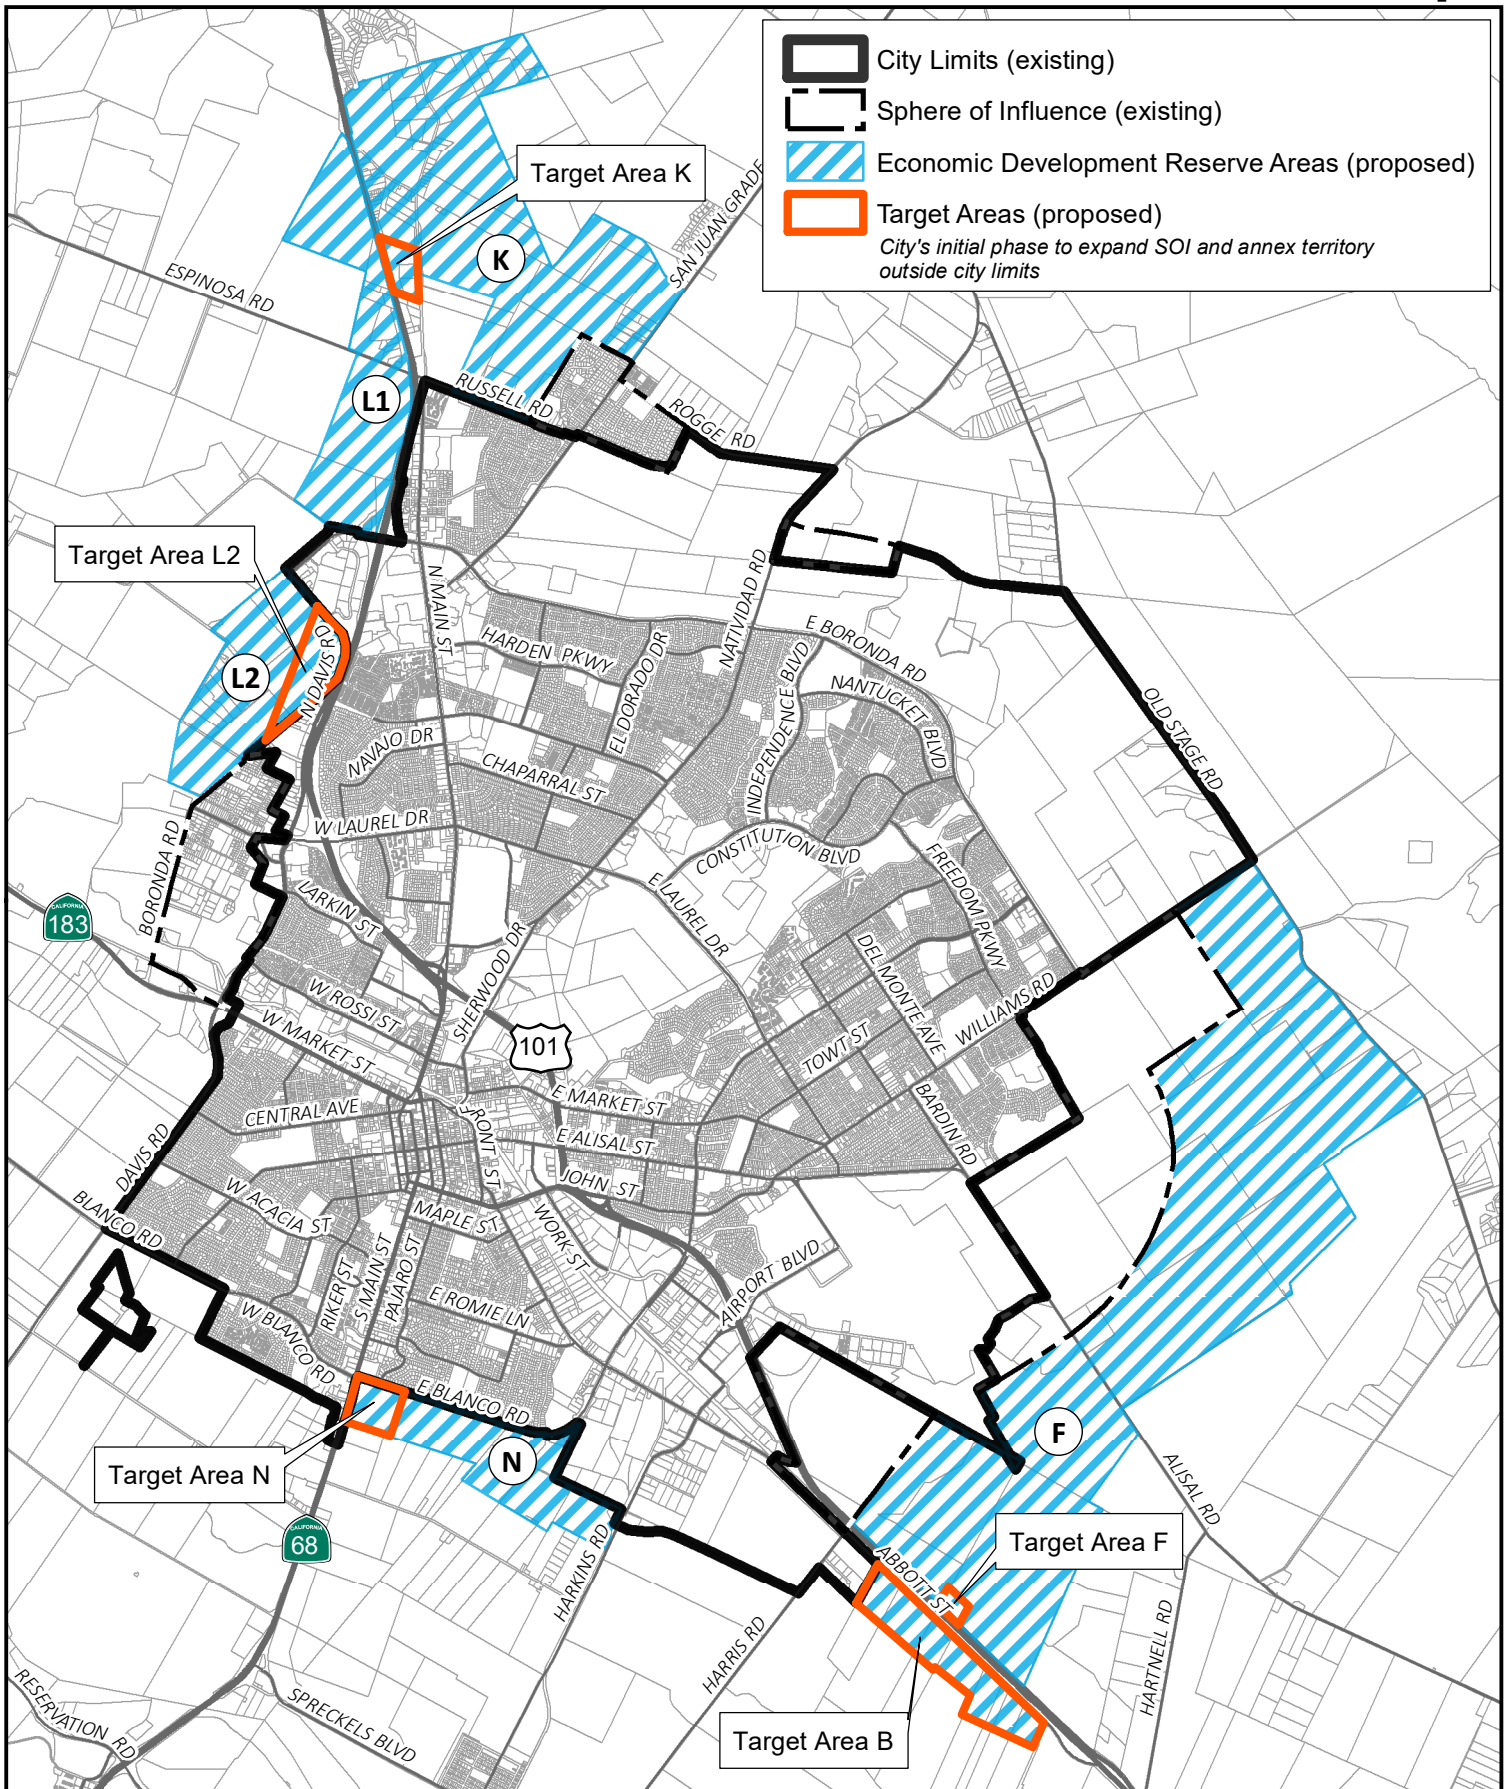 City Limits (existing)
Sphere of Influence (existing)
Economic Development Reserve Areas (proposed)
Target Areas (proposed)
City's initial phase to expand SOI and annex territory
outside city limits
Target Area K
SAN JUAN GRADE
K
ESPINOSA RD
L1
RUSSELL RD
ROGGE RD
Target Area L2
N MAIN ST
NATIVIDAD RD
HARDEN PKWY
EL DORADO DR
E BORONDA RD
INDEPENDENCE BLVD
NANTUCKET BLVD
L2
N DAVIS RD
OLD STAGE RD
NAVAJO DR
CHAPARRAL ST
W LAUREL DR
CONSTITUTION BLVD
BORONDA RD
FREEDOM PKWY
E LAUREL DR
LARKIN ST
CALIFORNIA
183
DEL MONTE AVE
SHERWOOD DR
W ROSSI ST
WILLIAMS RD
W MARKET ST
101
TOWT ST
E MARKET ST
BARDIN RD
CENTRAL AVE
FRONT ST
E ALISAL ST
DAVIS RD
JOHN ST
W ACACIA ST
MAPLE ST
BLANCO RD
WORK ST
S MAIN ST
PAJARO ST
RIKER ST
AIRPORT BLVD
E ROMIE LN
W BLANCO RD
E BLANCO RD
F
N
Target Area N
ALISAL RD
CALIFORNIA
68
Target Area F
ABBOTT ST
HARKINS RD
HARRIS RD
HARTNELL RD
RESERVATION RD
SPRECKELS BLVD
Target Area B